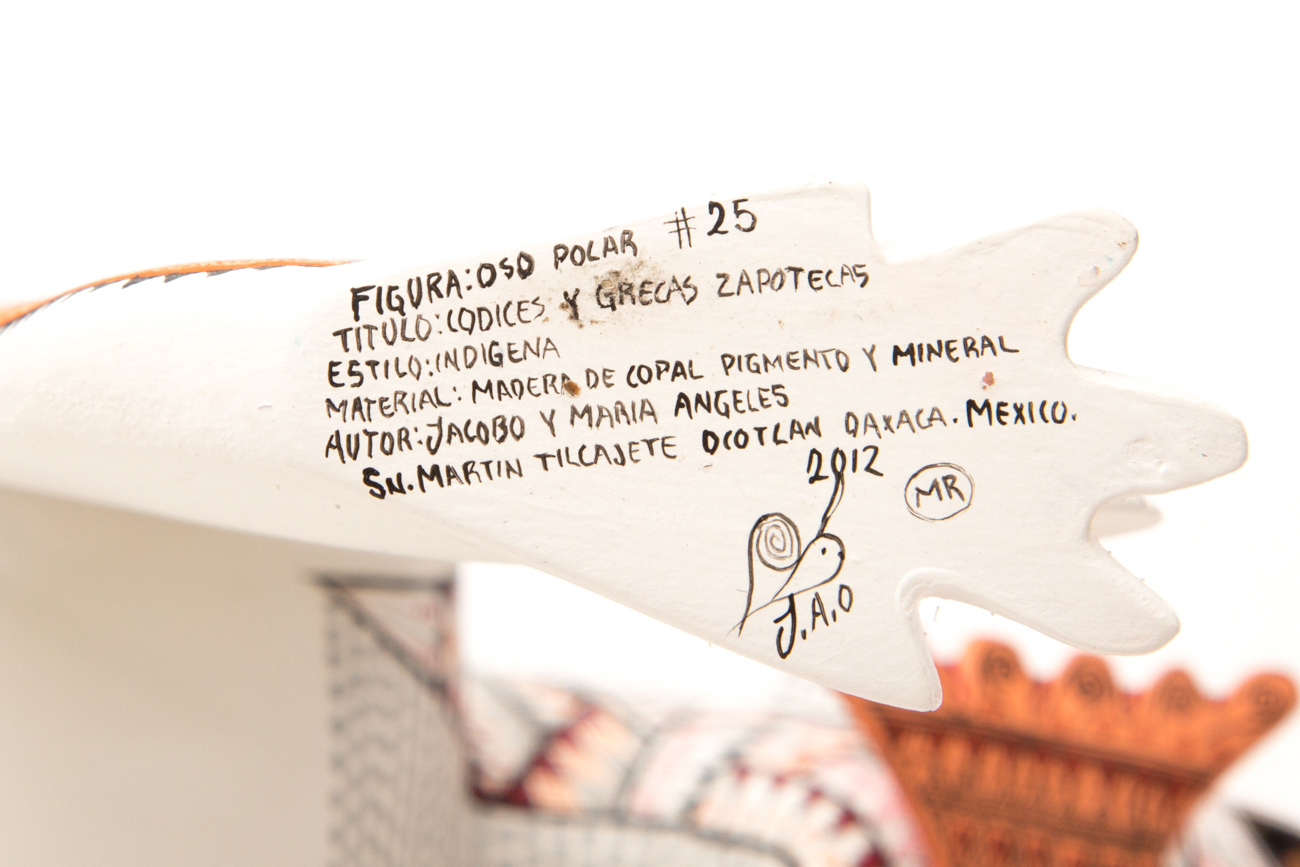 FIGURA: OSO POLAR #25
TITULO: CODICES Y GRECAS ZAPOTECAS
ESTILO: INDIGENA
MATERIAL: MADERA DE COPAL PIGMENTO Y MINERAL
AUTOR: JACOBO Y MARIA ANGELES
SN. MARTIN TILCAJETE OCOTLAN OAXACA. MEXICO.
2012
MR
J.A.O